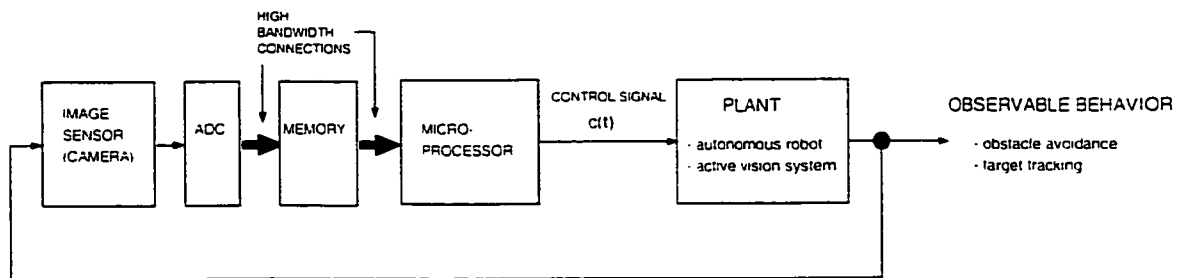 HIGH
BANDWIDTH
CONNECTIONS
IMAGE
SENSOR
(CAMERA)
ADC
MEMORY
MICRO-
PROCESSOR
CONTROL SIGNAL
c(t)
PLANT
- autonomous robot
- active vision system
OBSERVABLE BEHAVIOR
- obstacle avoidance
- target tracking